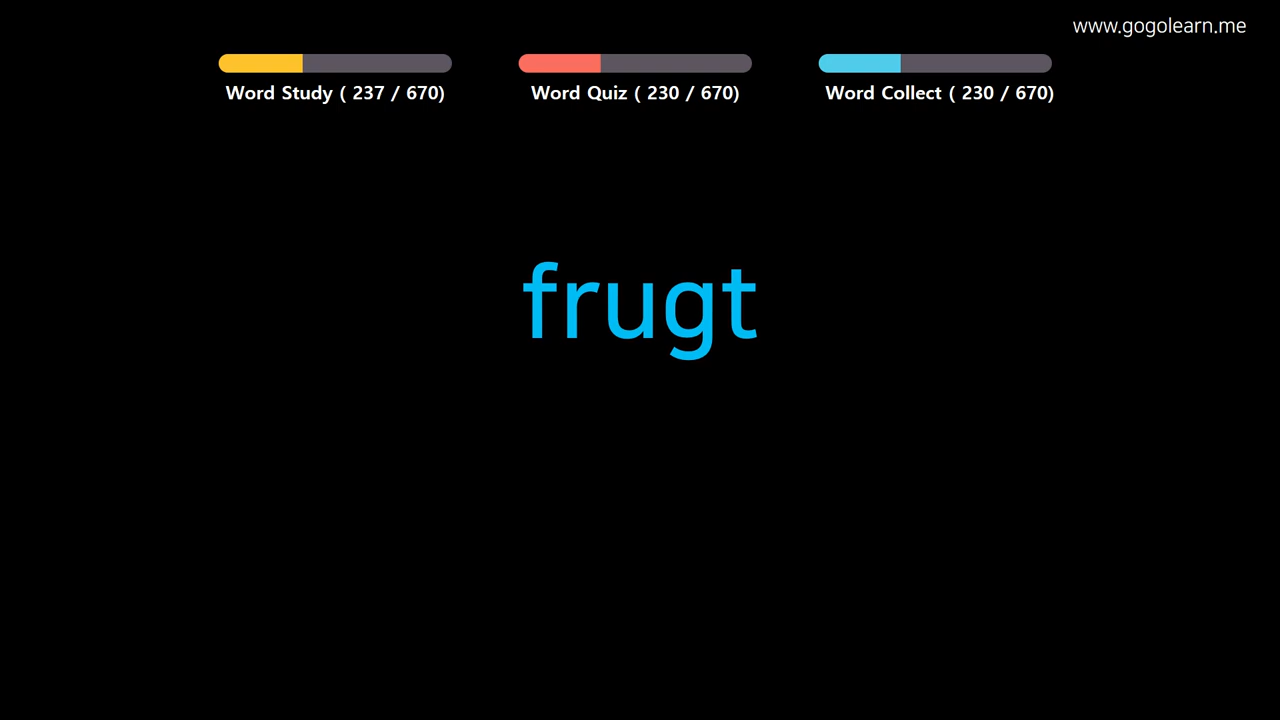 www.gogolearn.me
Word Study ( 237 / 670)
Word Quiz ( 230 / 670)
Word Collect ( 230 / 670)
frugt